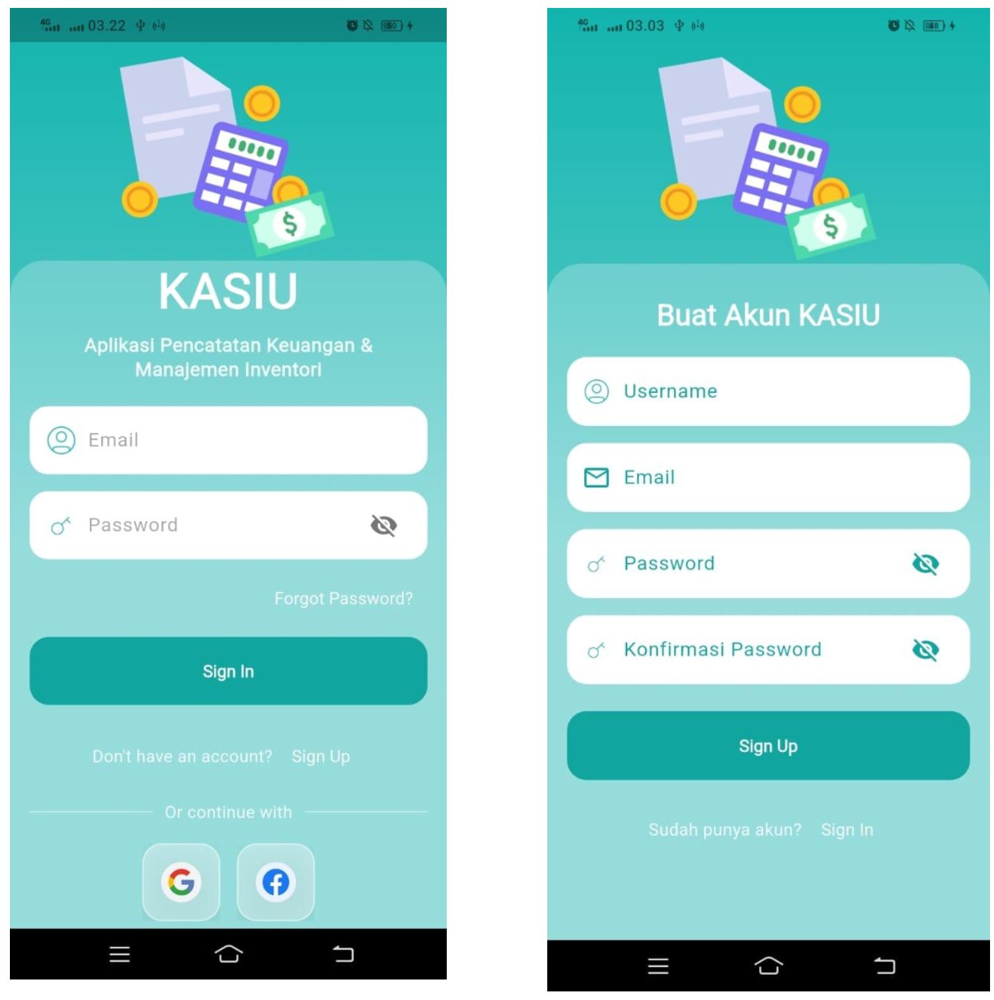 4G 03.22 50
KASIU
Aplikasi Pencatatan Keuangan &
Manajemen Inventori
Email
Password
Forgot Password?
Sign In
Don't have an account? Sign Up
Or continue with
4G 03.03 48
Buat Akun KASIU
Username
Email
Password
Konfirmasi Password
Sign Up
Sudah punya akun? Sign In